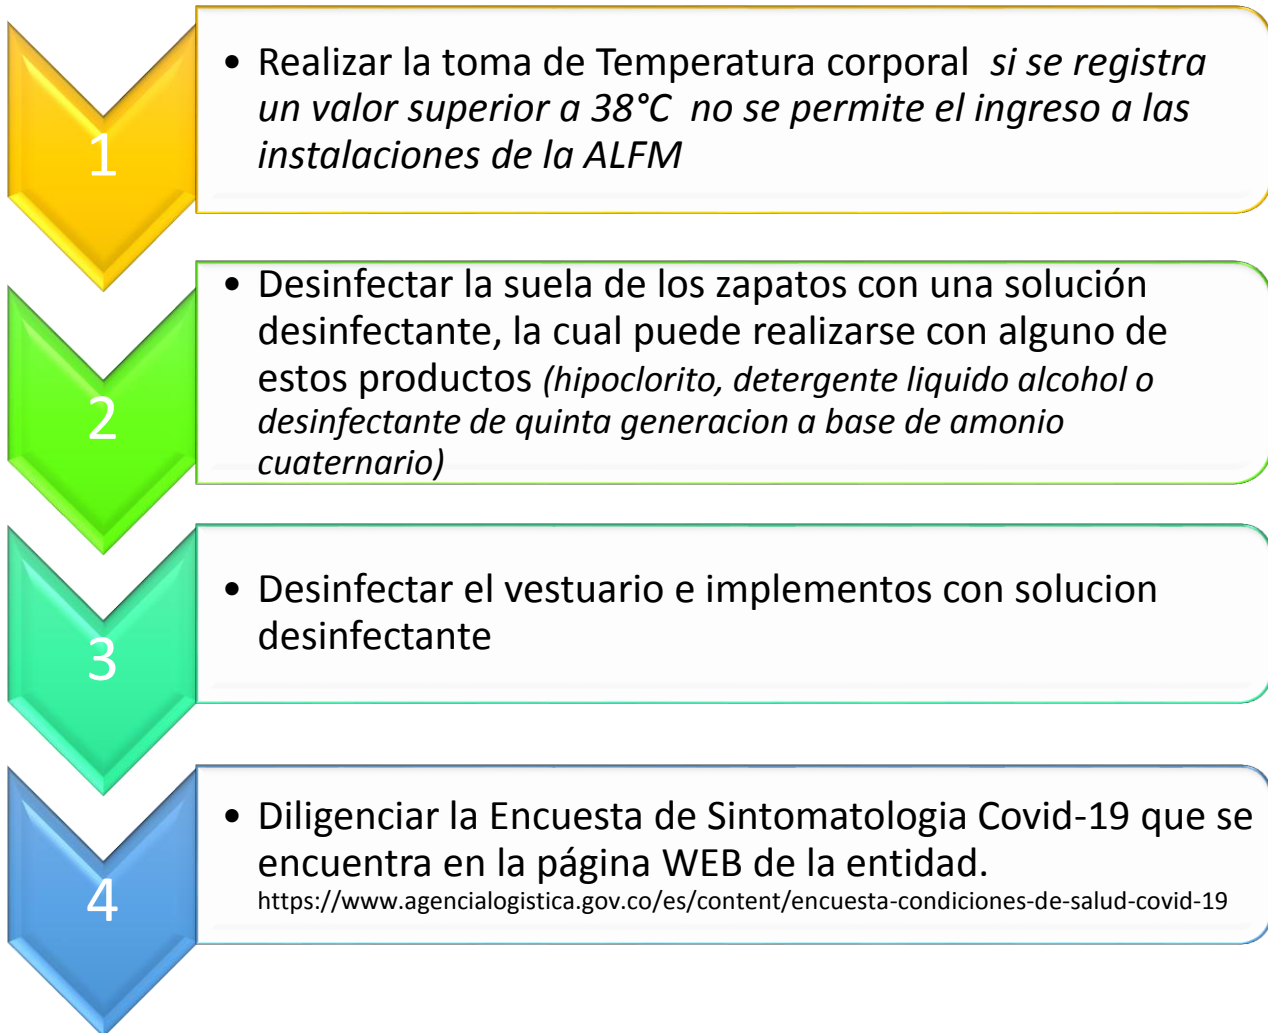 1
• Realizar la toma de Temperatura corporal si se registra
un valor superior a 38°C no se permite el ingreso a las
instalaciones de la ALFM
2
• Desinfectar la suela de los zapatos con una solución
desinfectante, la cual puede realizarse con alguno de
estos productos (hipoclorito, detergente liquido alcohol o
desinfectante de quinta generacion a base de amonio
cuaternario)
3
• Desinfectar el vestuario e implementos con solucion
desinfectante
4
• Diligenciar la Encuesta de Sintomatologia Covid-19 que se
encuentra en la página WEB de la entidad.
https://www.agencialogistica.gov.co/es/content/encuesta-condiciones-de-salud-covid-19